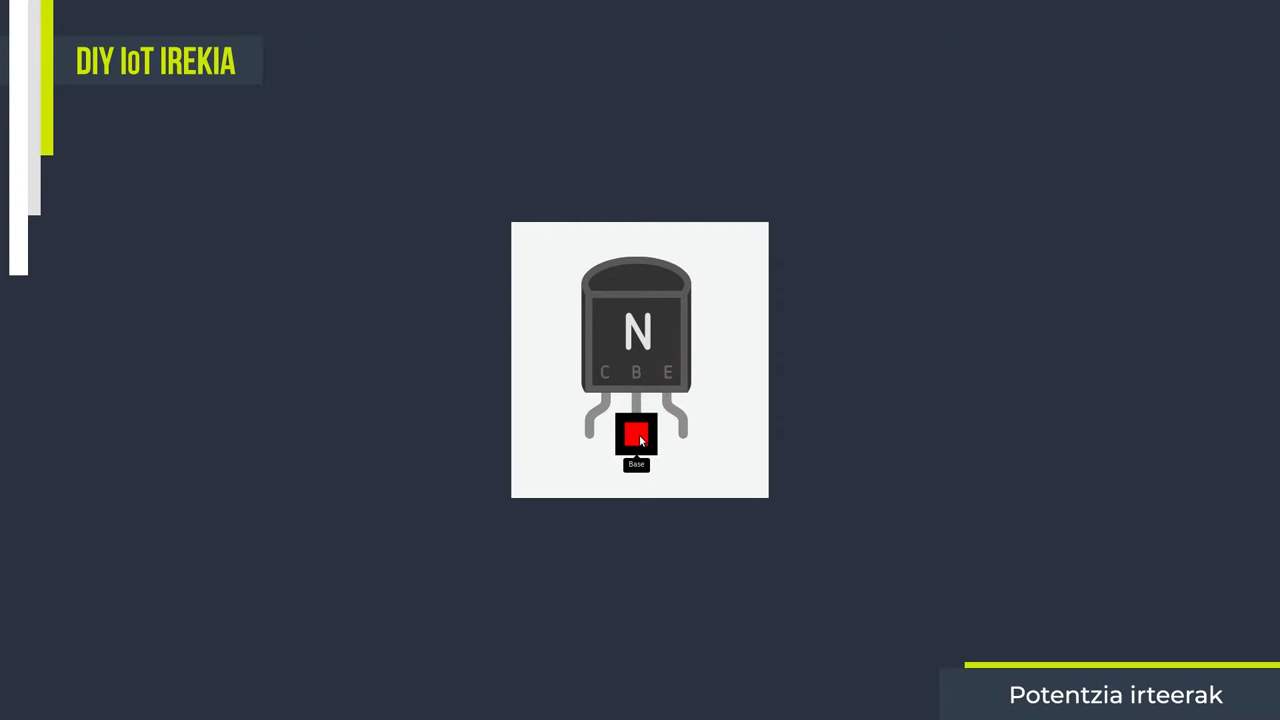 DIY IoT IREKIA
N
C B E
Base
Potentzia irteerak